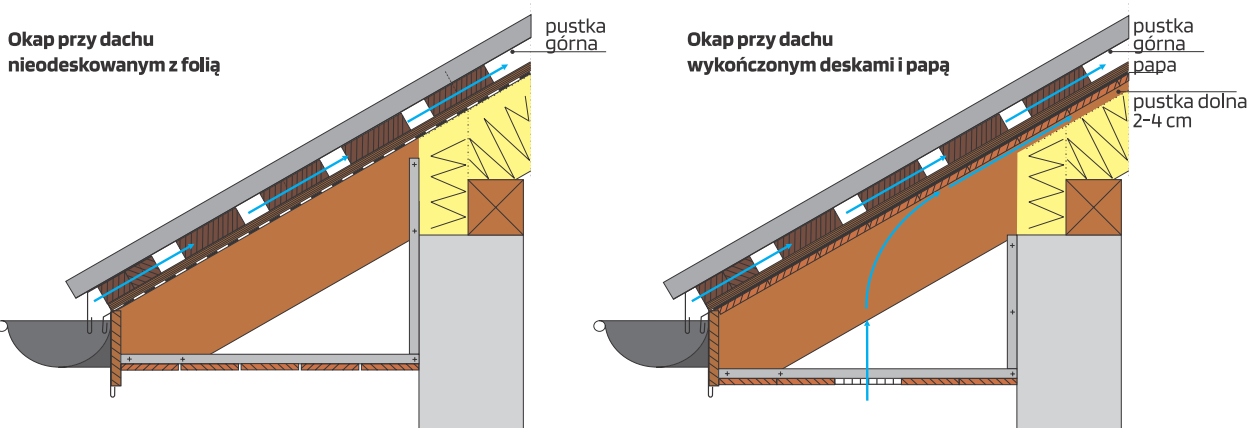 Okap przy dachu
nieodeskowanym z folią
pustka
górna
Okap przy dachu
wykończonym deskami i papą
pustka
górna
papa
pustka dolna
2–4 cm